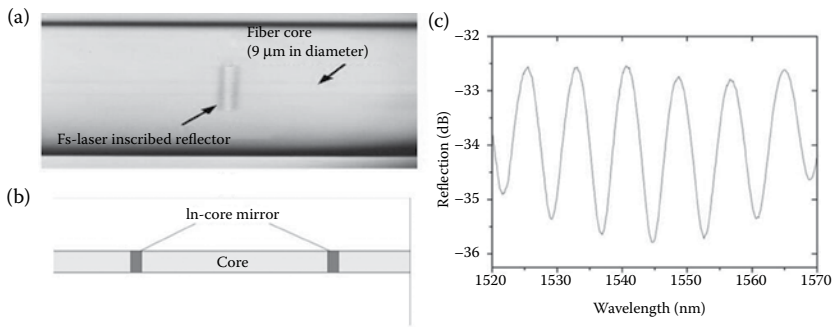 (a)
Fiber core
(9 µm in diameter)
Fs-laser inscribed reflector
(b)
ln-core mirror
Core
(c)
−32
−33
−34
−35
−36
Reflection (dB)
1520
1530
1540
1550
1560
1570
Wavelength (nm)